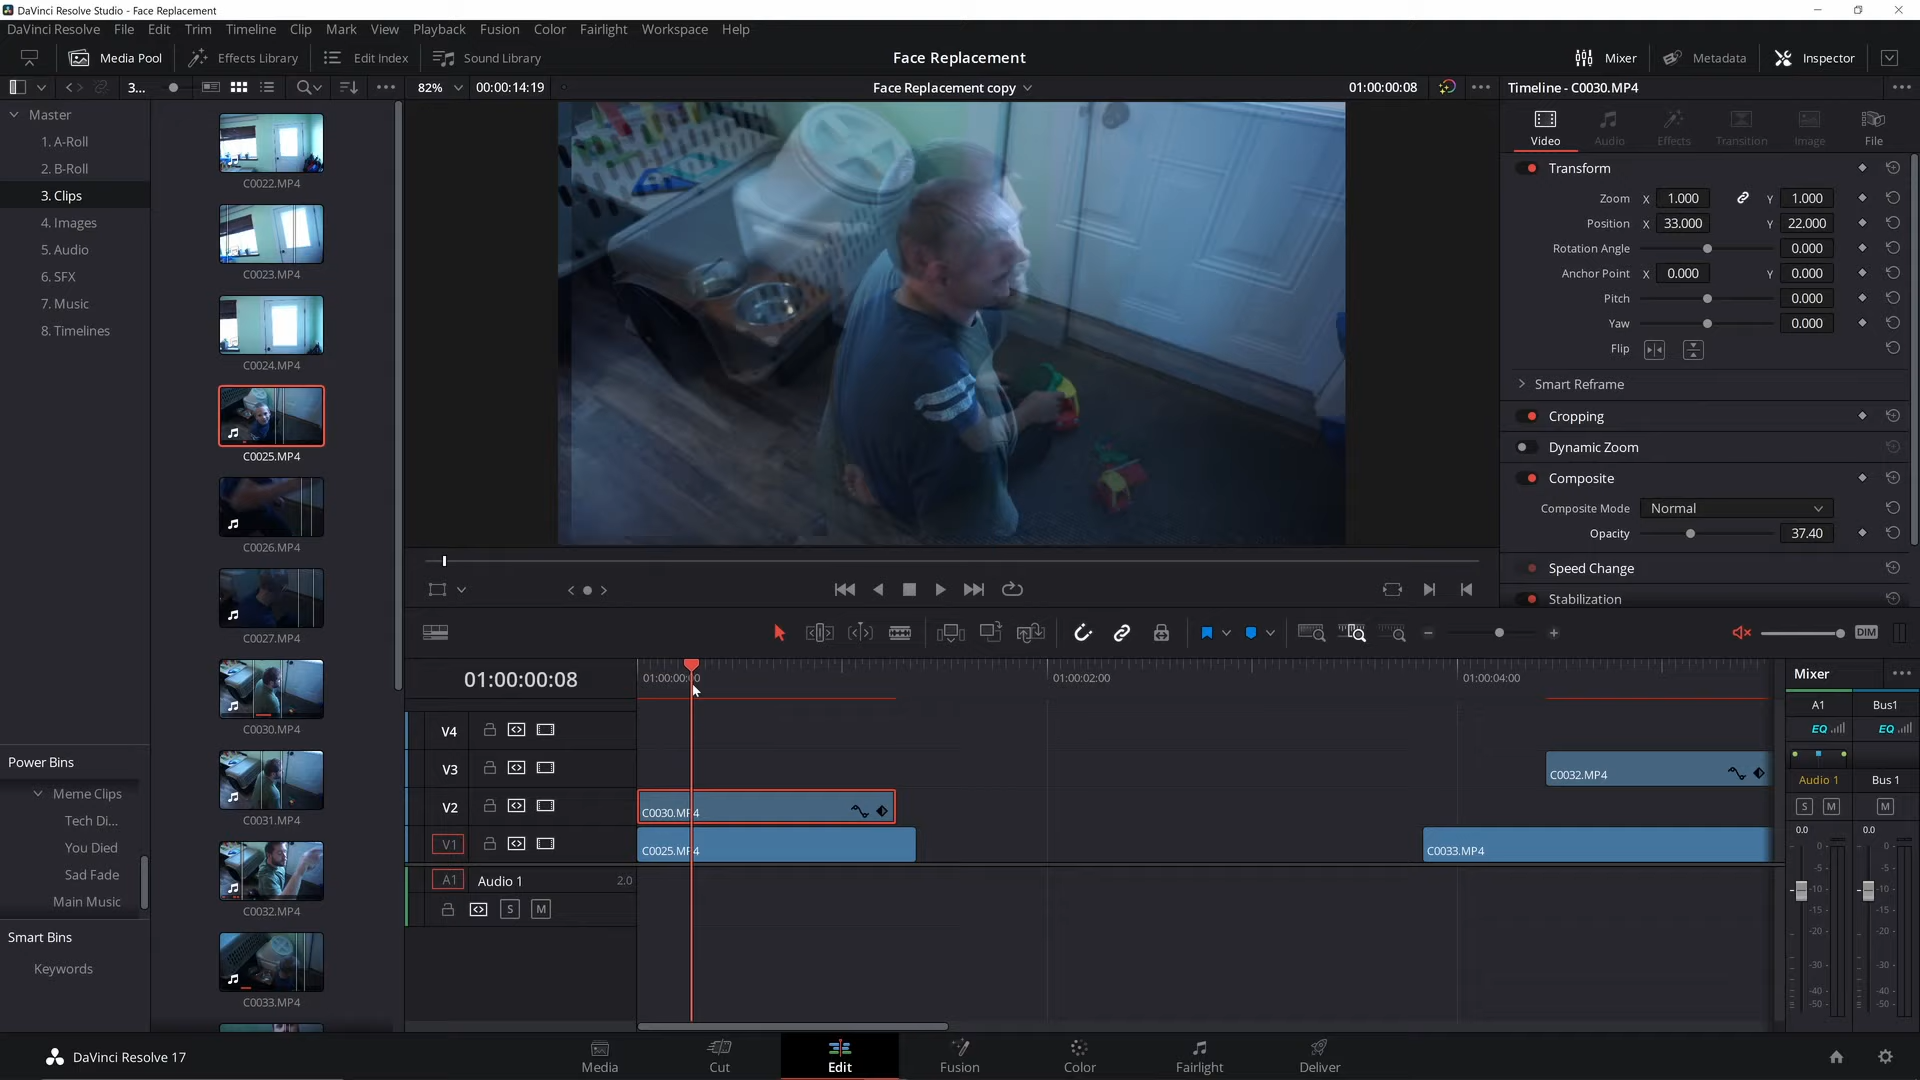 DaVinci Resolve Studio - Face Replacement
DaVinci Resolve File Edit Trim Timeline Clip Mark View Playback Fusion Color Fairlight Workspace Help
Media Pool Effects Library Edit Index Sound Library Face Replacement Mixer Metadata Inspector
3... 82% 00:00:14:19 Face Replacement copy 01:00:00:08 Timeline - C0030.MP4
Master
1. A-Roll
2. B-Roll
3. Clips
4. Images
5. Audio
6. SFX
7. Music
8. Timelines
Power Bins
Meme Clips
Tech Di...
You Died
Sad Fade
Main Music
Smart Bins
Keywords
C0022.MP4
C0023.MP4
C0024.MP4
C0025.MP4
C0026.MP4
C0027.MP4
C0030.MP4
C0031.MP4
C0032.MP4
C0033.MP4
Video Audio Effects Transition Image File
Transform
Zoom X 1.000 Y 1.000
Position X 33.000 Y 22.000
Rotation Angle 0.000
Anchor Point X 0.000 Y 0.000
Pitch 0.000
Yaw 0.000
Flip
Smart Reframe
Cropping
Dynamic Zoom
Composite
Composite Mode Normal
Opacity 37.40
Speed Change
Stabilization
DIM
01:00:00:08 01:00:00:00 01:00:02:00 01:00:04:00
V4
V3 C0032.MP4
V2 C0030.MP4
V1 C0025.MP4 C0033.MP4
A1 Audio 1 2.0
S M
Mixer
A1 Bus1
EQ EQ
Audio 1 Bus 1
S M M
0.0 0.0
0 0
-5 -5
-10 -10
-15 -15
-20 -20
-30 -30
-40 -40
-50 -50
DaVinci Resolve 17 Media Cut Edit Fusion Color Fairlight Deliver